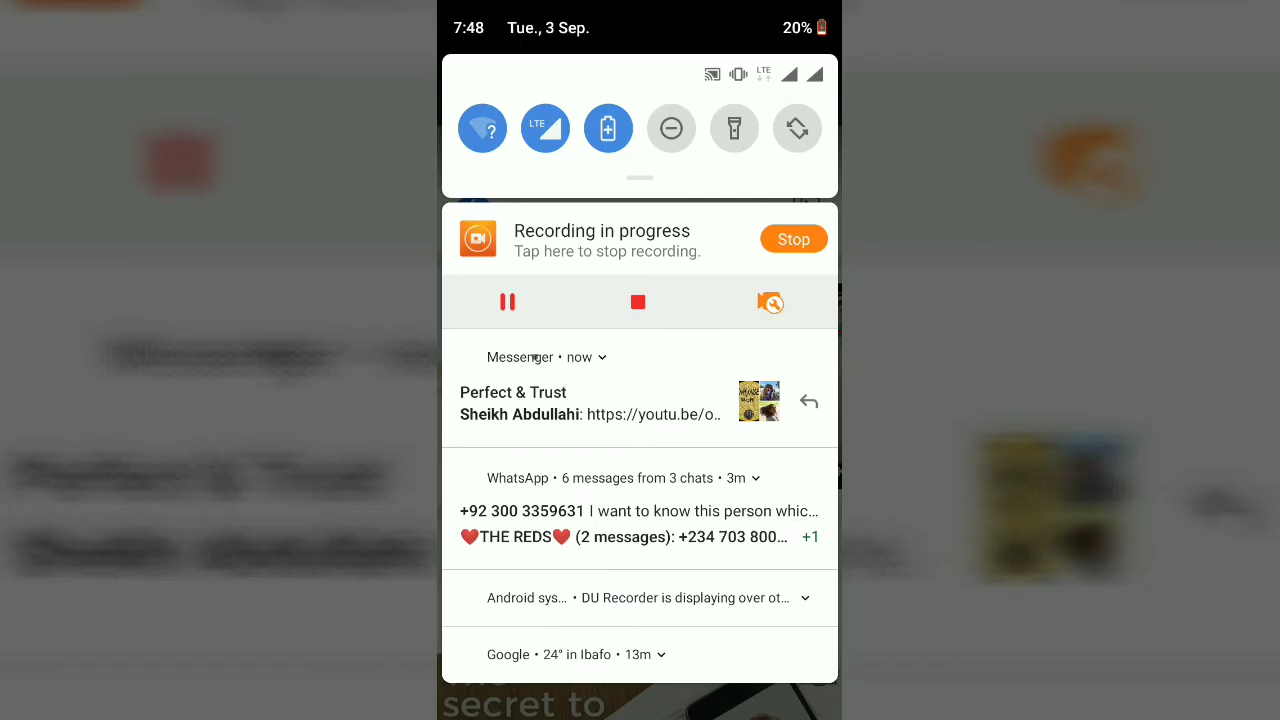 7:48 Tue., 3 Sep. 20%
LTE
LTE
Recording in progress
Tap here to stop recording.
Stop
Messenger • now
Perfect & Trust
Sheikh Abdullahi: https://youtu.be/o..
WhatsApp • 6 messages from 3 chats • 3m
+92 300 3359631 I want to know this person whic...
❤️THE REDS❤️ (2 messages): +234 703 800... +1
Android sys... • DU Recorder is displaying over ot...
Google • 24° in Ibafo • 13m
secret to